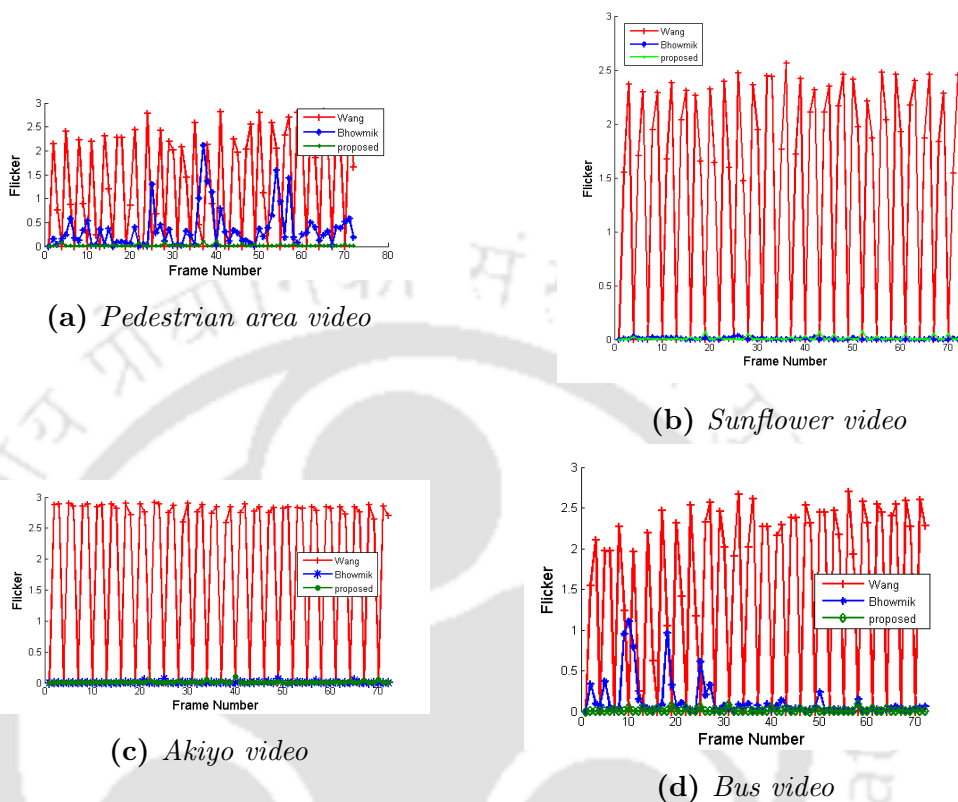 3
2.5
2
1.5
1
0.5
0
Flicker
Wang
Bhowmik
proposed
0 10 20 30 40 50 60 70 80
Frame Number
(a) Pedestrian area video
3
2.5
2
1.5
1
0.5
0
Flicker
Wang
Bhowmik
proposed
0 10 20 30 40 50 60 70
Frame Number
(b) Sunflower video
3
2.5
2
1.5
1
0.5
0
Flicker
Wang
Bhowmik
proposed
0 10 20 30 40 50 60 70
Frame Number
(c) Akiyo video
3
2.5
2
1.5
1
0.5
0
Flicker
Wang
Bhowmik
proposed
0 10 20 30 40 50 60 70
Frame Number
(d) Bus video